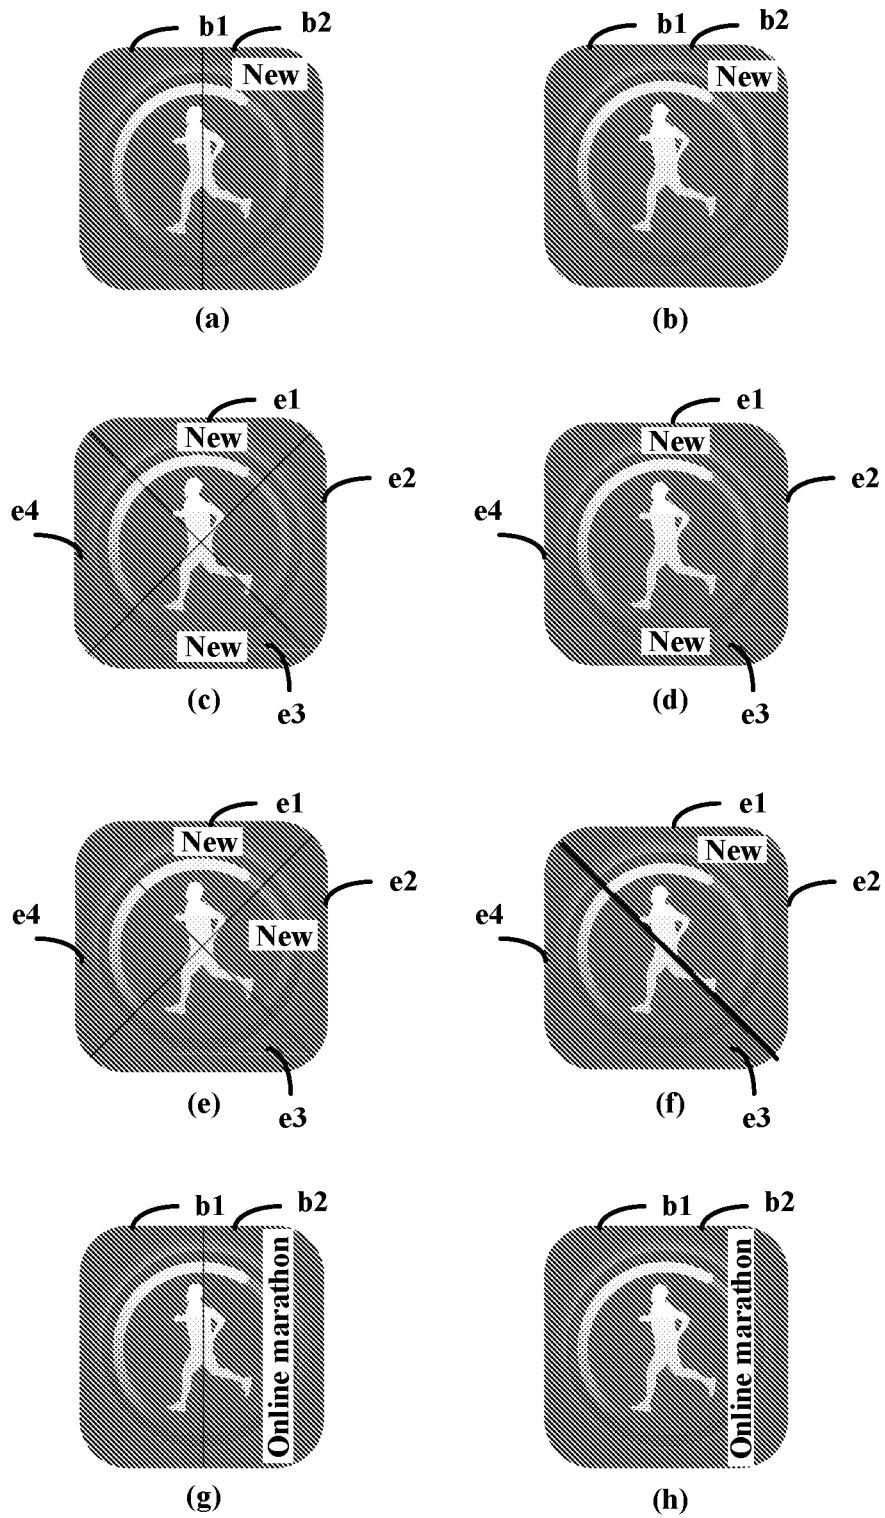 b1 b2 b1 b2
New New
(a) (b)
e1 e1
New New
e2 e2
e4 e4
New New
(c) (d)
e3 e3
e1 e1
New New
e2 e2
e4 e4
New
(e) (f)
e3 e3
b1 b2 b1 b2
Online marathon
Online marathon
(g) (h)